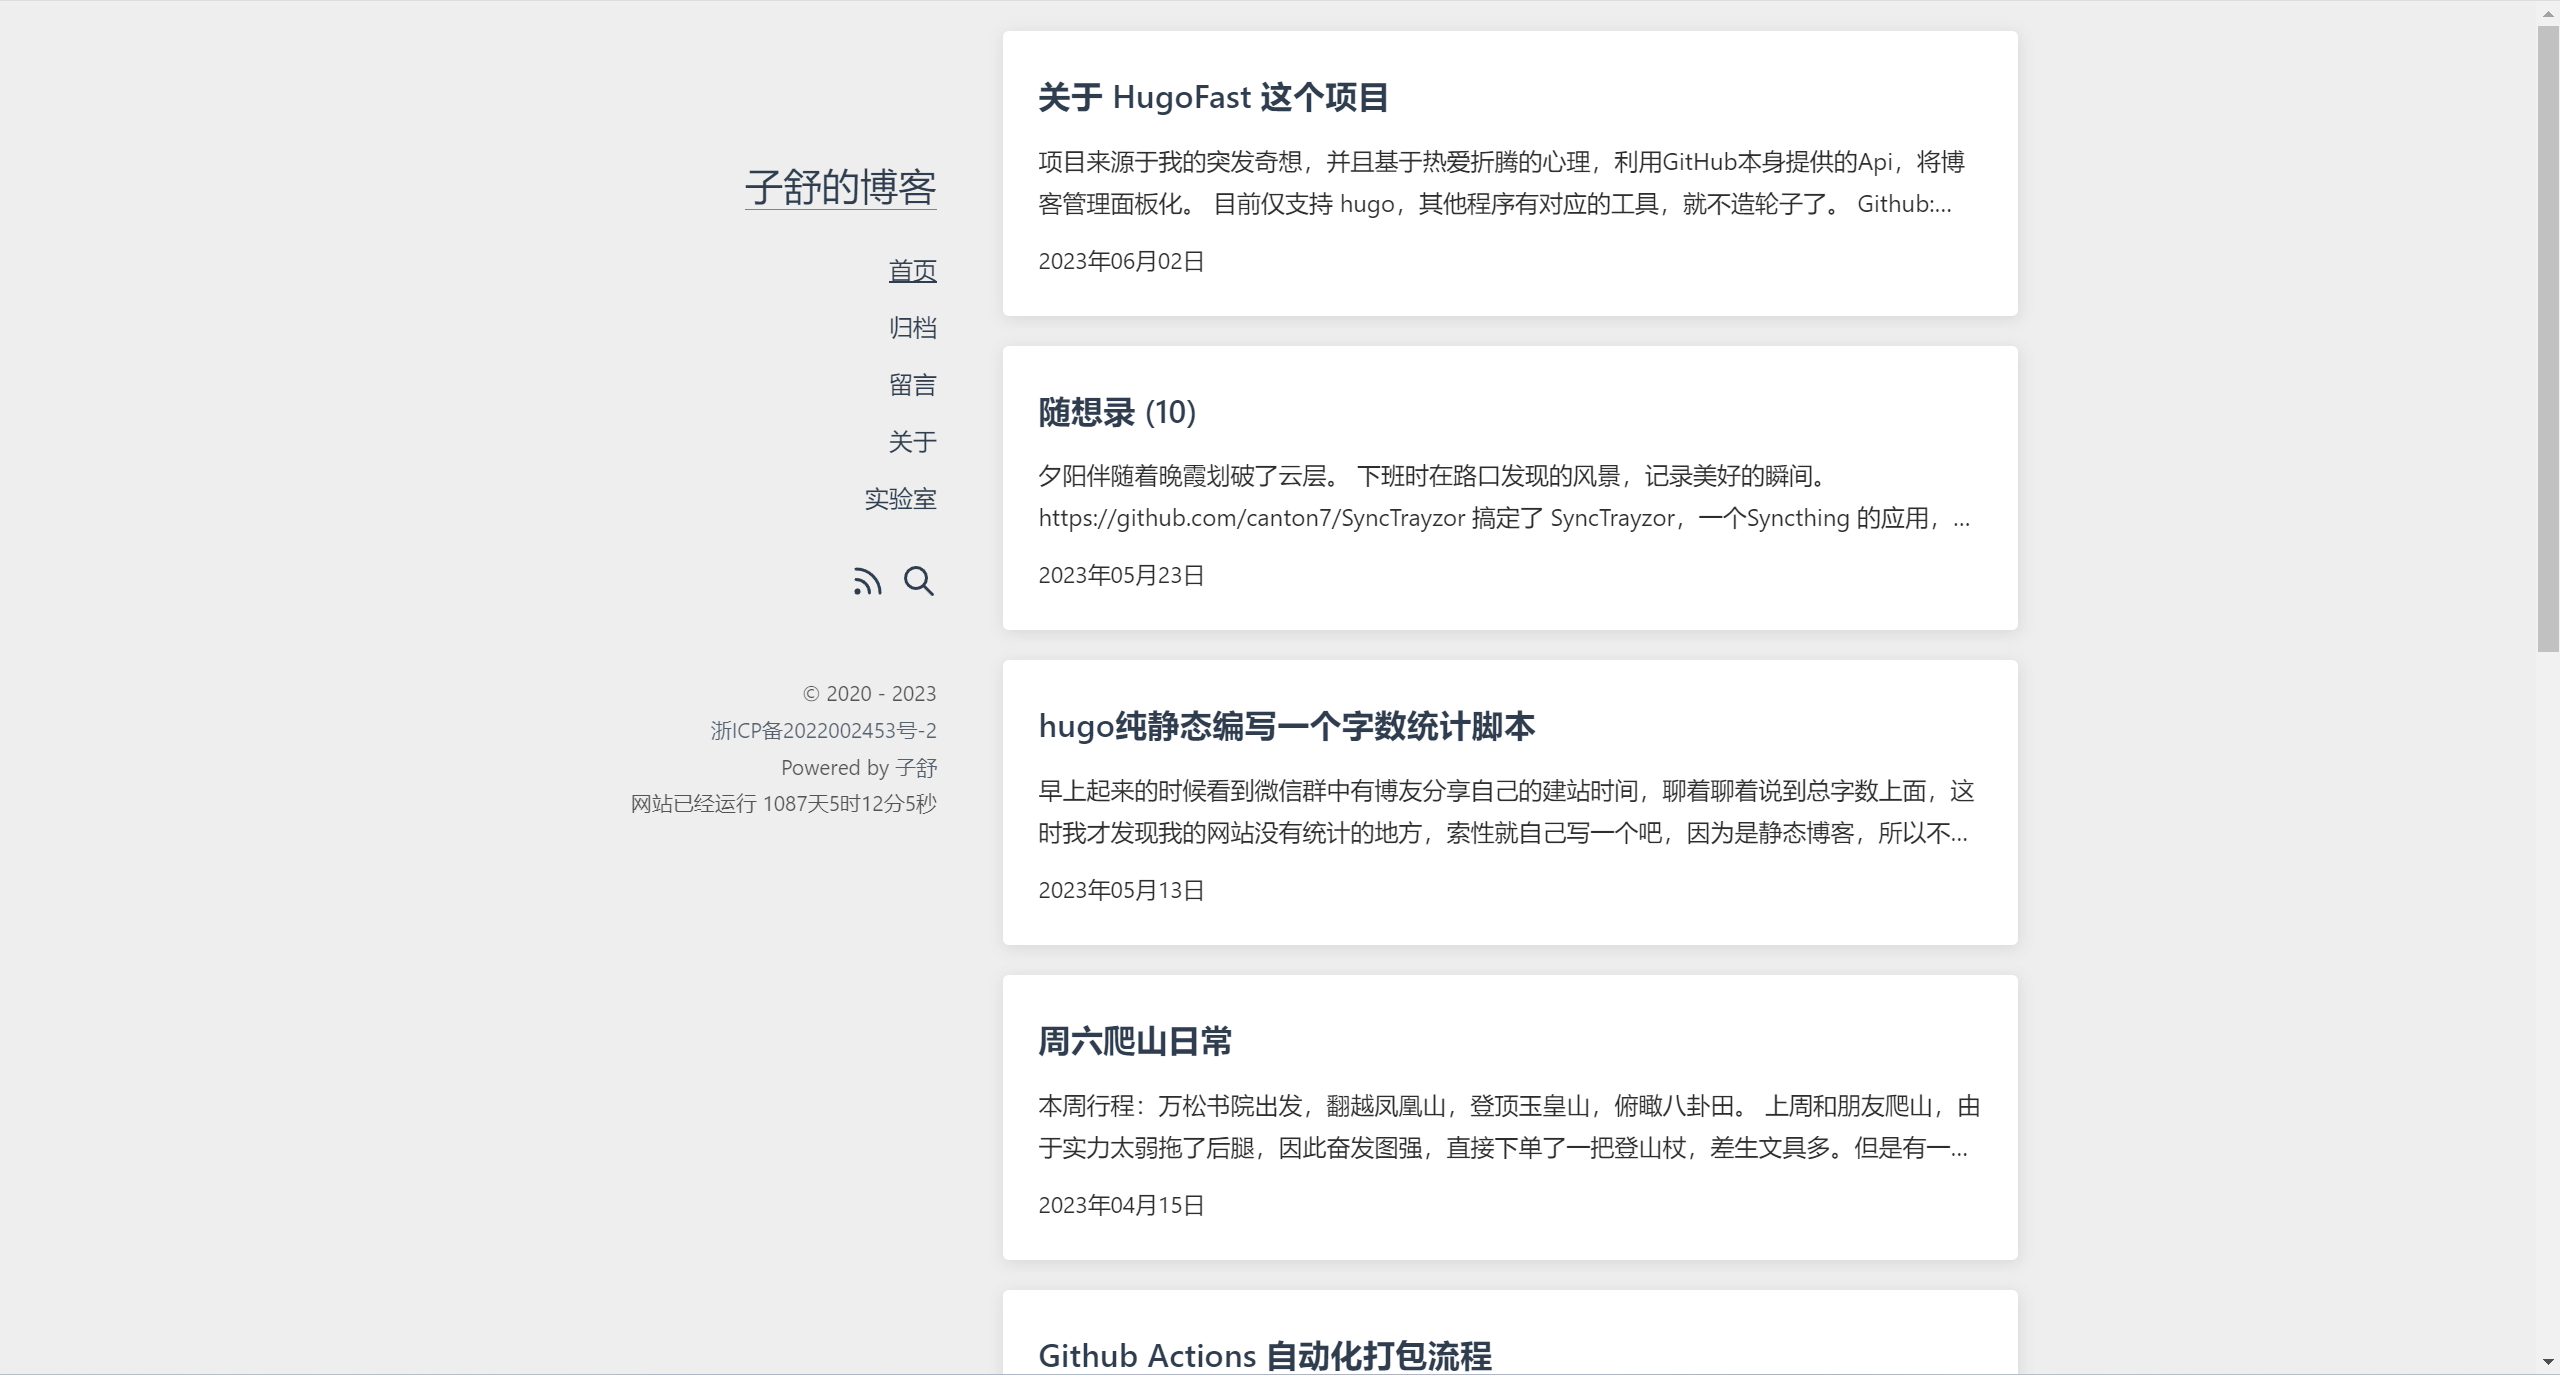 子舒的博客
首页
归档
留言
关于
实验室
© 2020 - 2023
浙ICP备2022002453号-2
Powered by 子舒
网站已经运行 1087天5时12分5秒
关于 HugoFast 这个项目
项目来源于我的突发奇想，并且基于热爱折腾的心理，利用GitHub本身提供的Api，将博
客管理面板化。 目前仅支持 hugo，其他程序有对应的工具，就不造轮子了。 Github:...
2023年06月02日
随想录 (10)
夕阳伴随着晚霞划破了云层。 下班时在路口发现的风景，记录美好的瞬间。
https://github.com/canton7/SyncTrayzor 搞定了 SyncTrayzor，一个Syncthing 的应用，...
2023年05月23日
hugo纯静态编写一个字数统计脚本
早上起来的时候看到微信群中有博友分享自己的建站时间，聊着聊着说到总字数上面，这
时我才发现我的网站没有统计的地方，索性就自己写一个吧，因为是静态博客，所以不...
2023年05月13日
周六爬山日常
本周行程：万松书院出发，翻越凤凰山，登顶玉皇山，俯瞰八卦田。 上周和朋友爬山，由
于实力太弱拖了后腿，因此奋发图强，直接下单了一把登山杖，差生文具多。但是有一...
2023年04月15日
Github Actions 自动化打包流程